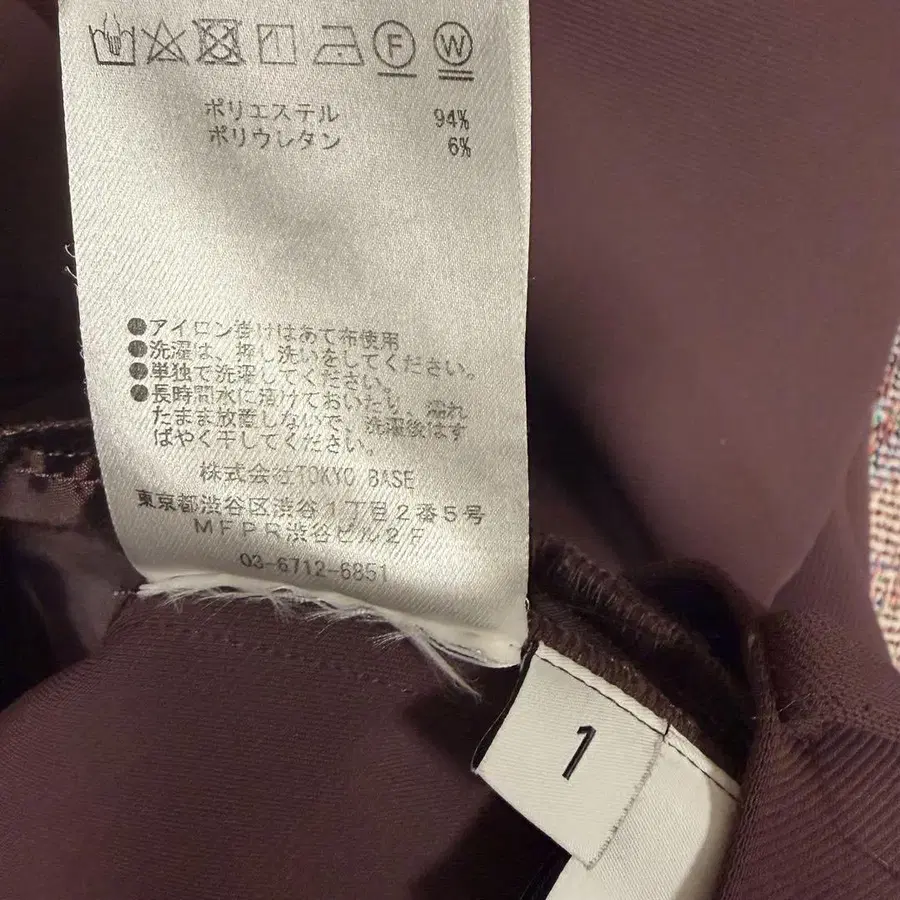 F W
ポリエステル 94%
ポリウレタン 6%
●アイロン掛けはあて布使用
●洗濯は、押し洗いをしてください。
●単独で洗濯してください。
●長時間水に浸けておいたり、濡れ
たまま放置しないで、洗濯後はす
ばやく干してください。
株式会社TOKYO BASE
東京都渋谷区渋谷1丁目2番5号
MFPR渋谷ビル2F
03-6712-6851
1